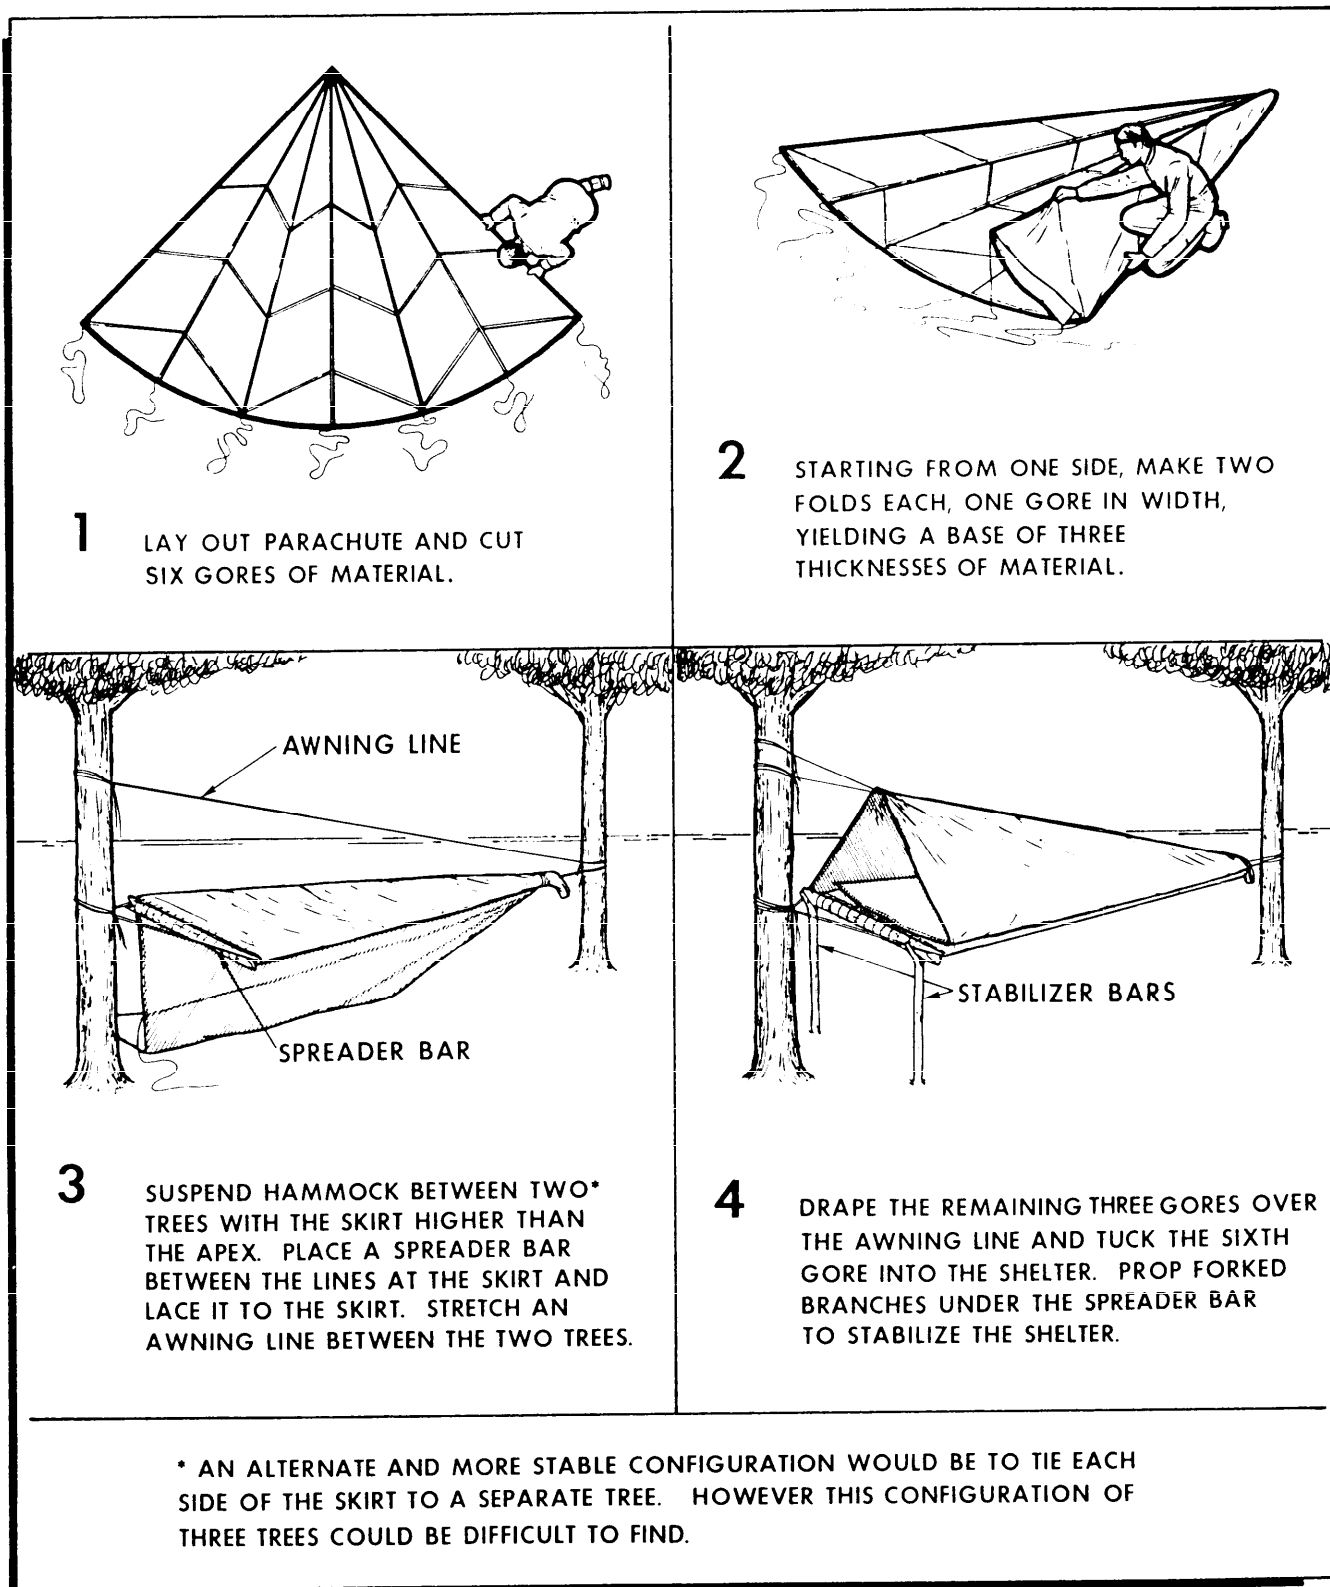 1
LAY OUT PARACHUTE AND CUT
SIX GORES OF MATERIAL.
2
STARTING FROM ONE SIDE, MAKE TWO
FOLDS EACH, ONE GORE IN WIDTH,
YIELDING A BASE OF THREE
THICKNESSES OF MATERIAL.
AWNING LINE
SPREADER BAR
3
SUSPEND HAMMOCK BETWEEN TWO*
TREES WITH THE SKIRT HIGHER THAN
THE APEX. PLACE A SPREADER BAR
BETWEEN THE LINES AT THE SKIRT AND
LACE IT TO THE SKIRT. STRETCH AN
AWNING LINE BETWEEN THE TWO TREES.
STABILIZER BARS
4
DRAPE THE REMAINING THREE GORES OVER
THE AWNING LINE AND TUCK THE SIXTH
GORE INTO THE SHELTER. PROP FORKED
BRANCHES UNDER THE SPREADER BAR
TO STABILIZE THE SHELTER.
* AN ALTERNATE AND MORE STABLE CONFIGURATION WOULD BE TO TIE EACH
SIDE OF THE SKIRT TO A SEPARATE TREE. HOWEVER THIS CONFIGURATION OF
THREE TREES COULD BE DIFFICULT TO FIND.